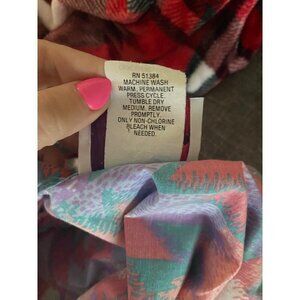 RN 51384
MACHINE WASH
WARM, PERMANENT
PRESS CYCLE.
TUMBLE DRY
MEDIUM. REMOVE
PROMPTLY.
ONLY NON-CHLORINE
BLEACH WHEN
NEEDED.